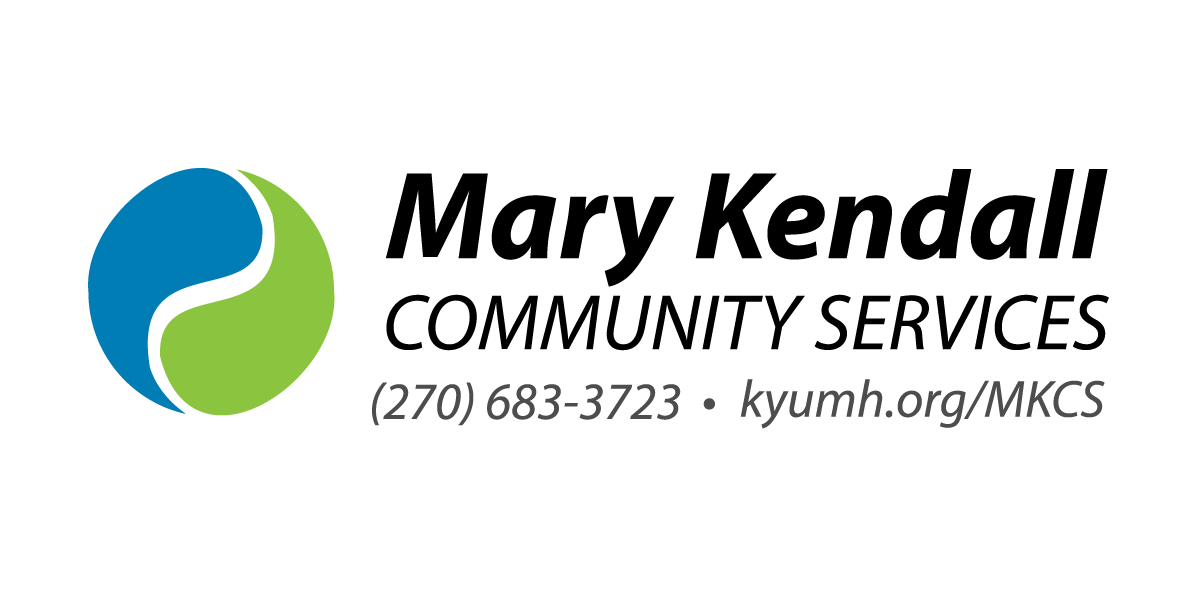 Mary Kendall
COMMUNITY SERVICES
(270) 683-3723 • kyumh.org/MKCS